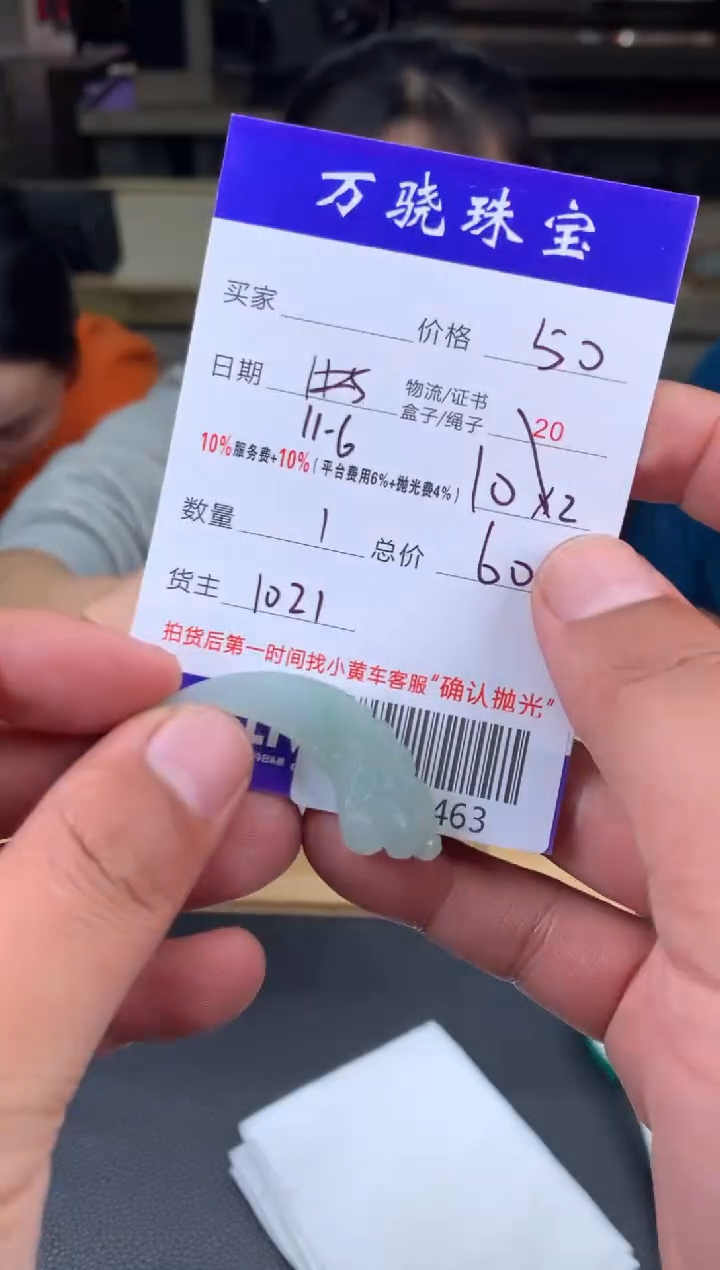 万骁珠宝
买家 价格 50
日期 11-6 物流/证书
盒子/绳子 20
10%服务费+10%(平台费用6%+抛光费4%) 10 x2
数量 1 总价 60
货主 1021
拍货后第一时间找小黄车客服“确认抛光”
463